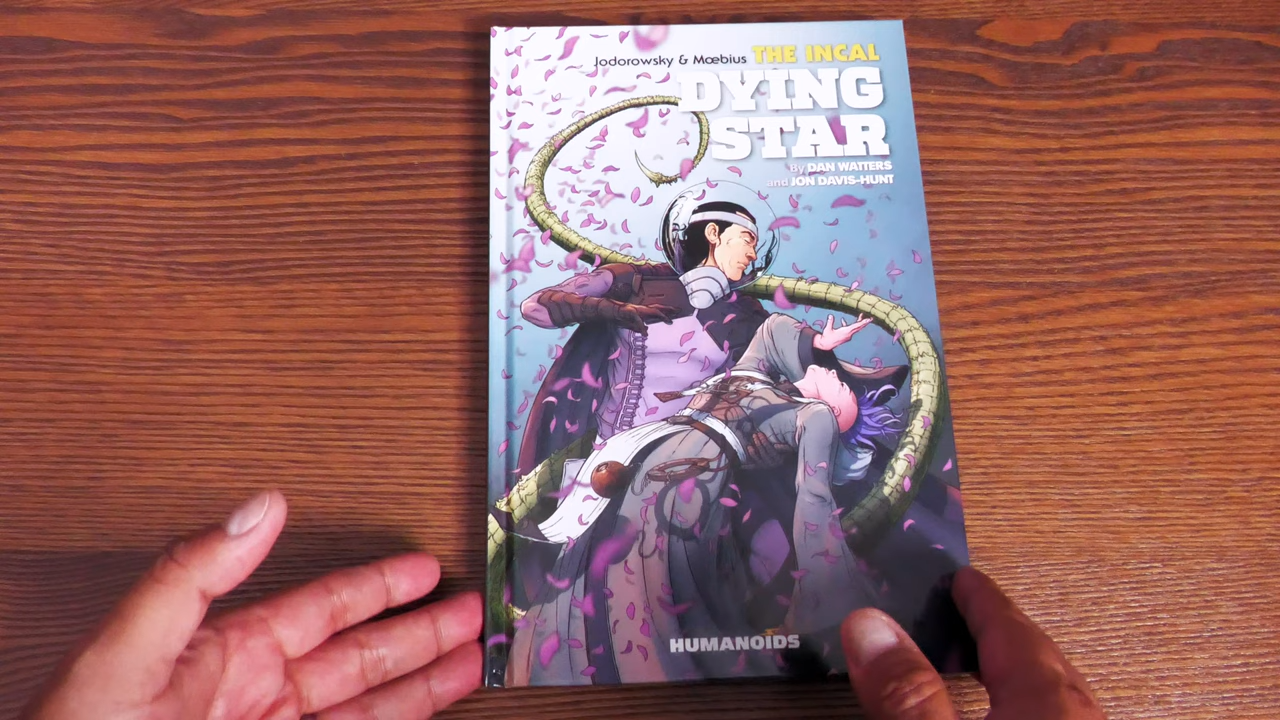 Jodorowsky & Mœbius THE INCAL
DYING
STAR
By DAN WATTERS
and JON DAVIS-HUNT
HUMANOIDS